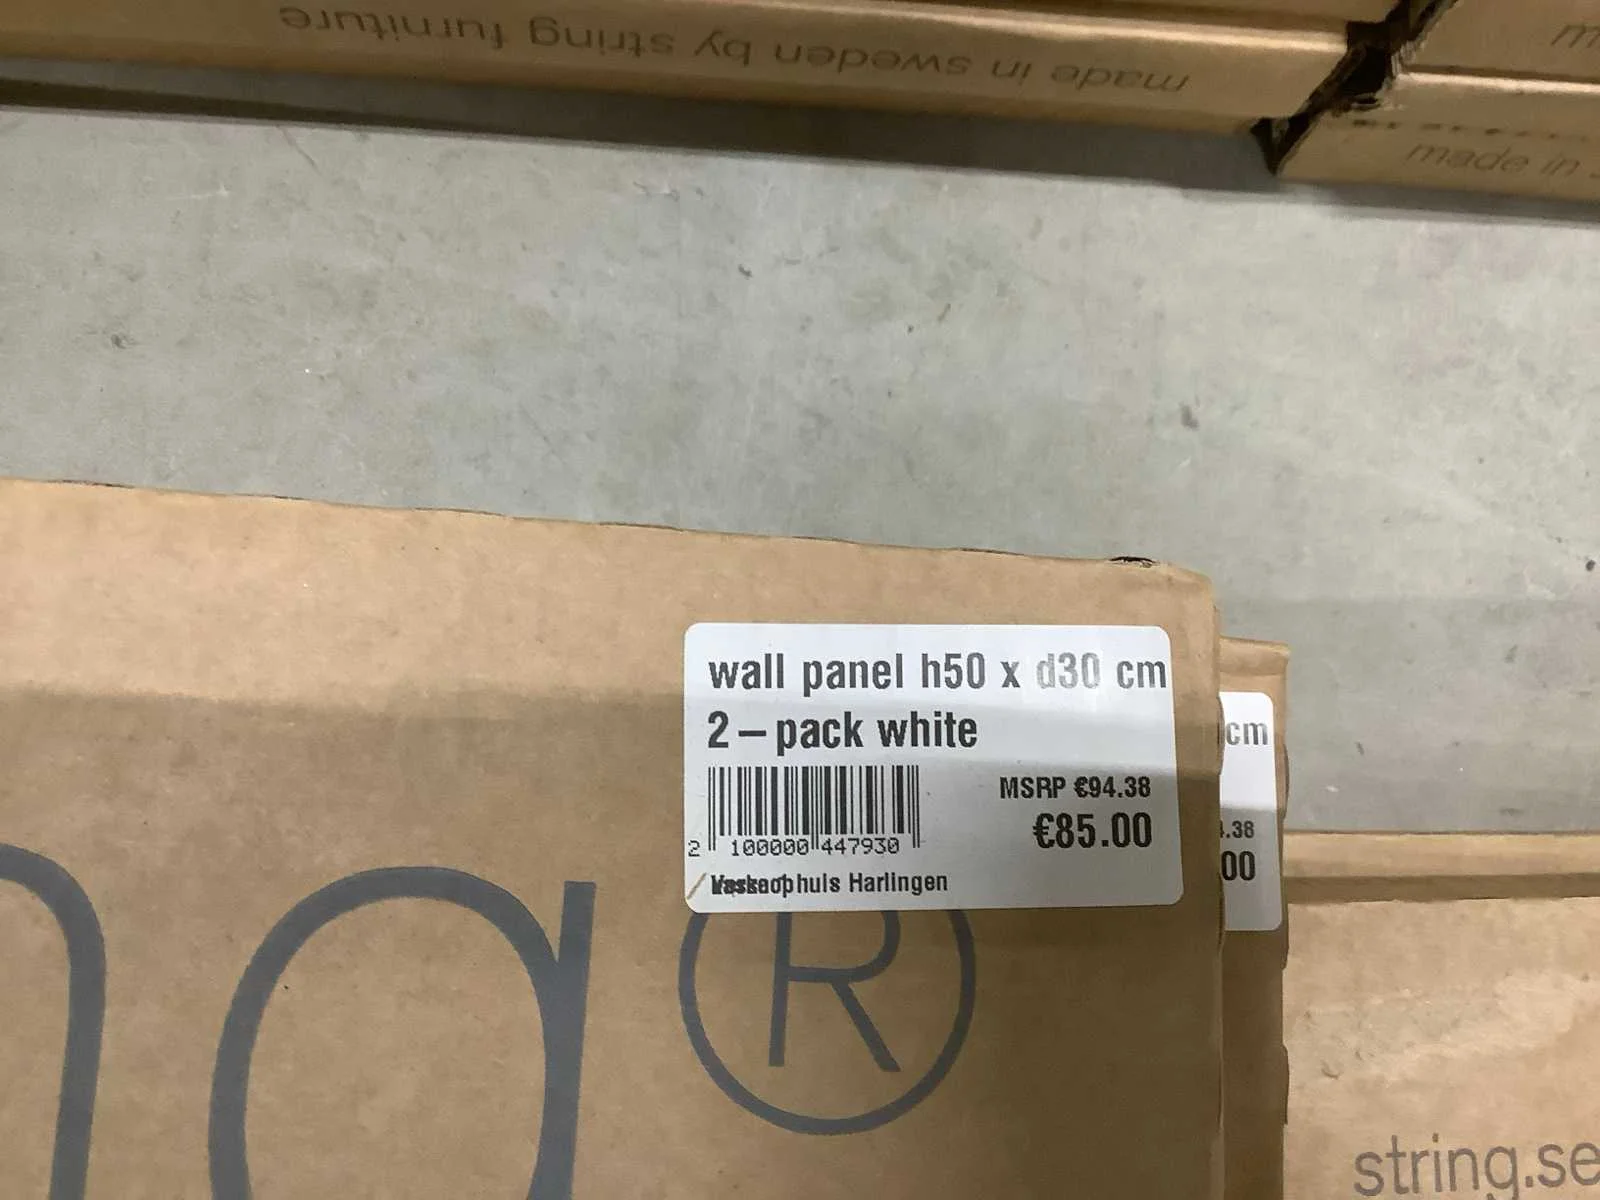 made in sweden by string furniture
made in
wall panel h50 x d30 cm
2-pack white
MSRP €94.38
€85.00
2 100000 447930
Harlingen
cm
.38
00
®
string.se